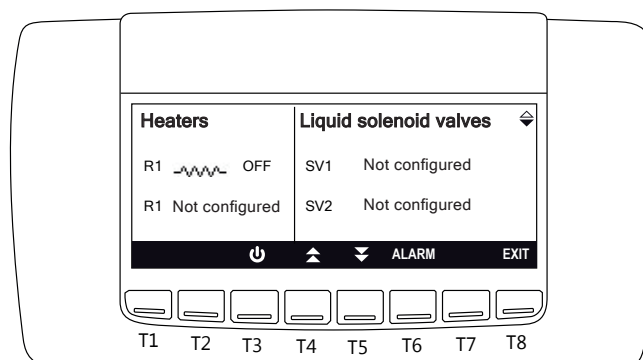 Heaters
R1 OFF
R1 Not configured
Liquid solenoid valves
SV1 Not configured
SV2 Not configured
ALARM EXIT
T1 T2 T3 T4 T5 T6 T7 T8